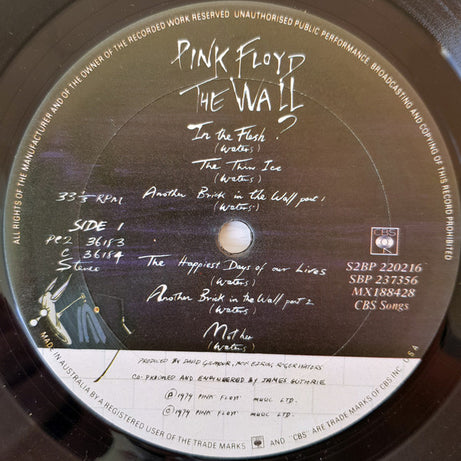 ALL RIGHTS OF THE MANUFACTURER AND OF THE OWNER OF THE RECORDED WORK RESERVED. UNAUTHORISED PUBLIC PERFORMANCE, BROADCASTING AND COPYING OF THIS RECORD PROHIBITED
PINK FLOYD
THE WALL
In the Flesh?
(Waters)
The Thin Ice
(Waters)
33⅓ RPM
Another Brick in the Wall part 1
(Waters)
SIDE 1
PC2 36183
C 36184
Stereo
CBS
The Happiest Days of our Lives
(Waters)
S2BP 220216
SBP 237356
MX188428
CBS Songs
Another Brick in the Wall part 2
(Waters)
Mother
(Waters)
PRODUCED BY DAVID GILMOUR, BOB EZRIN, ROGER WATERS
CO-PRODUCED AND ENGINEERED BY JAMES GUTHRIE
Ⓟ 1979 PINK FLOYD MUSIC LTD.
© 1979 PINK FLOYD MUSIC LTD.
MADE IN AUSTRALIA BY A REGISTERED USER OF THE TRADE MARKS AND "CBS" ARE TRADE MARKS OF CBS INC. USA